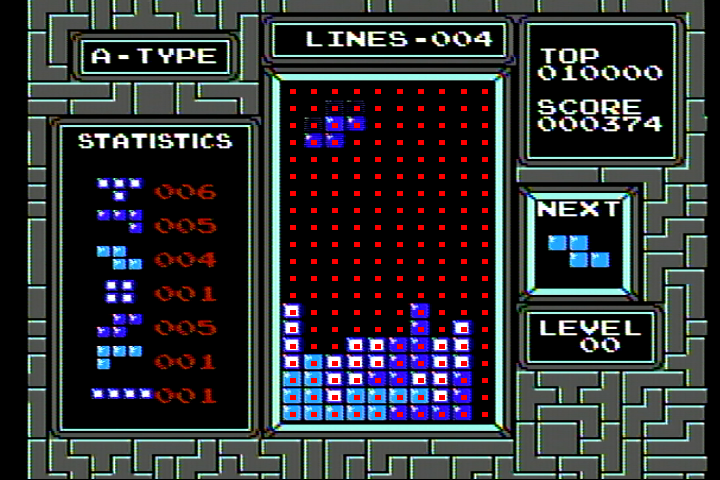 A-TYPE
LINES-004
TOP
010000
SCORE
000374
STATISTICS
006
005
004
001
005
001
001
NEXT
LEVEL
00